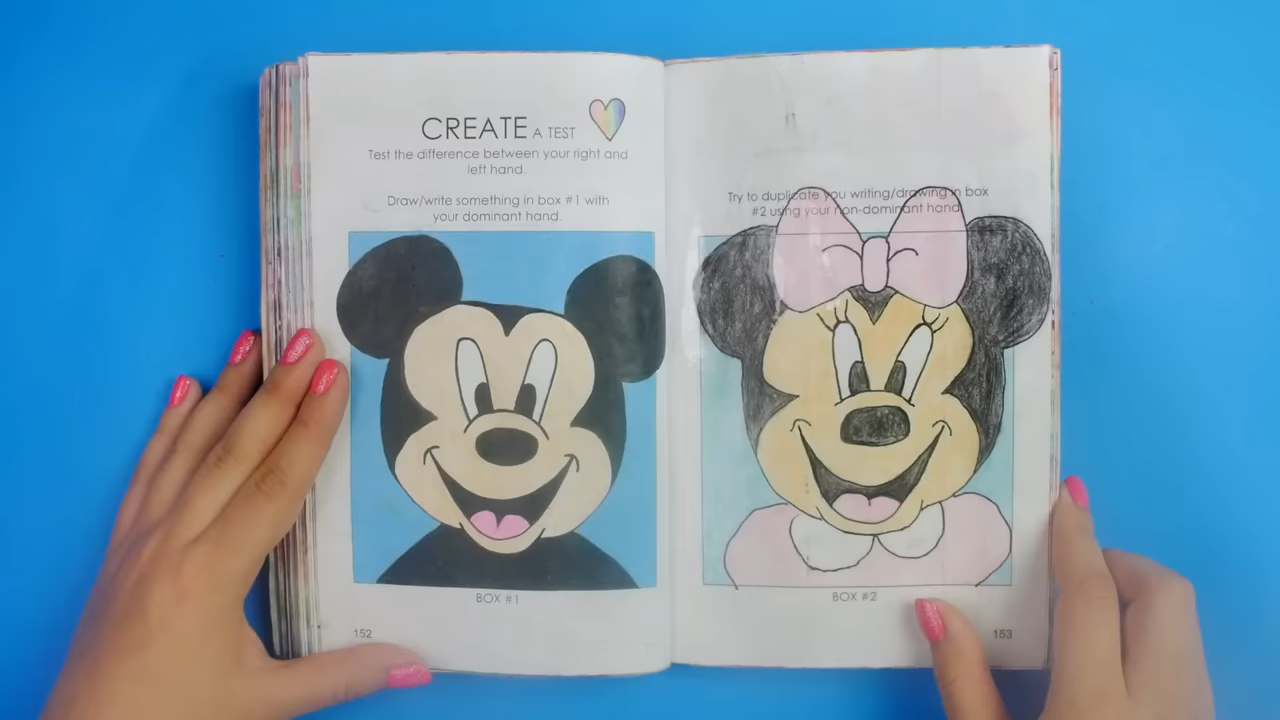 CREATE A TEST
Test the difference between your right and
left hand.
Draw/write something in box #1 with
your dominant hand.
BOX #1
152
Try to duplicate you writing/drawing in box
#2 using your non-dominant hand
BOX #2
153